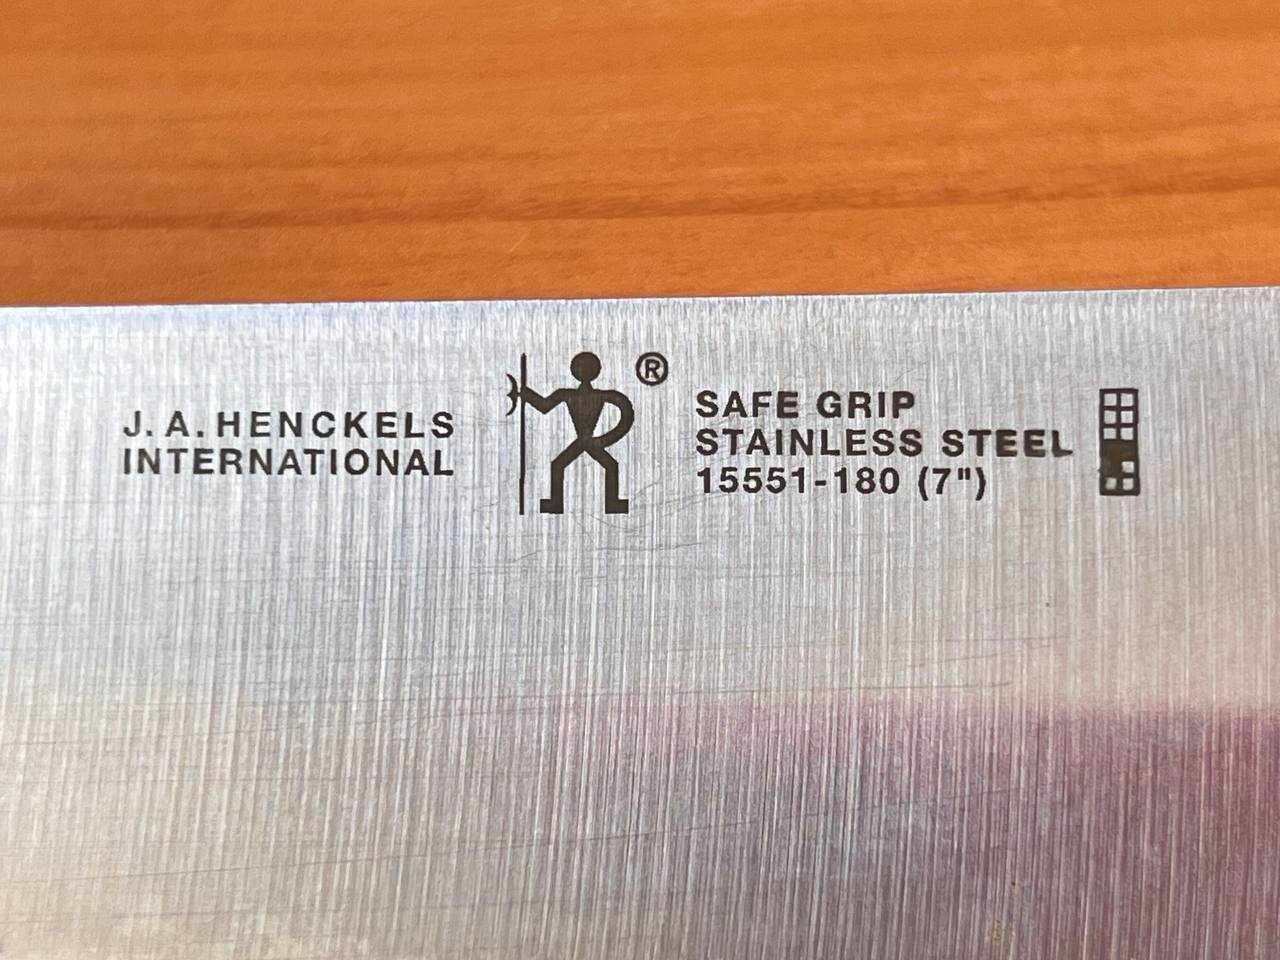 J. A. HENCKELS
INTERNATIONAL
®
SAFE GRIP
STAINLESS STEEL
15551-180 (7")